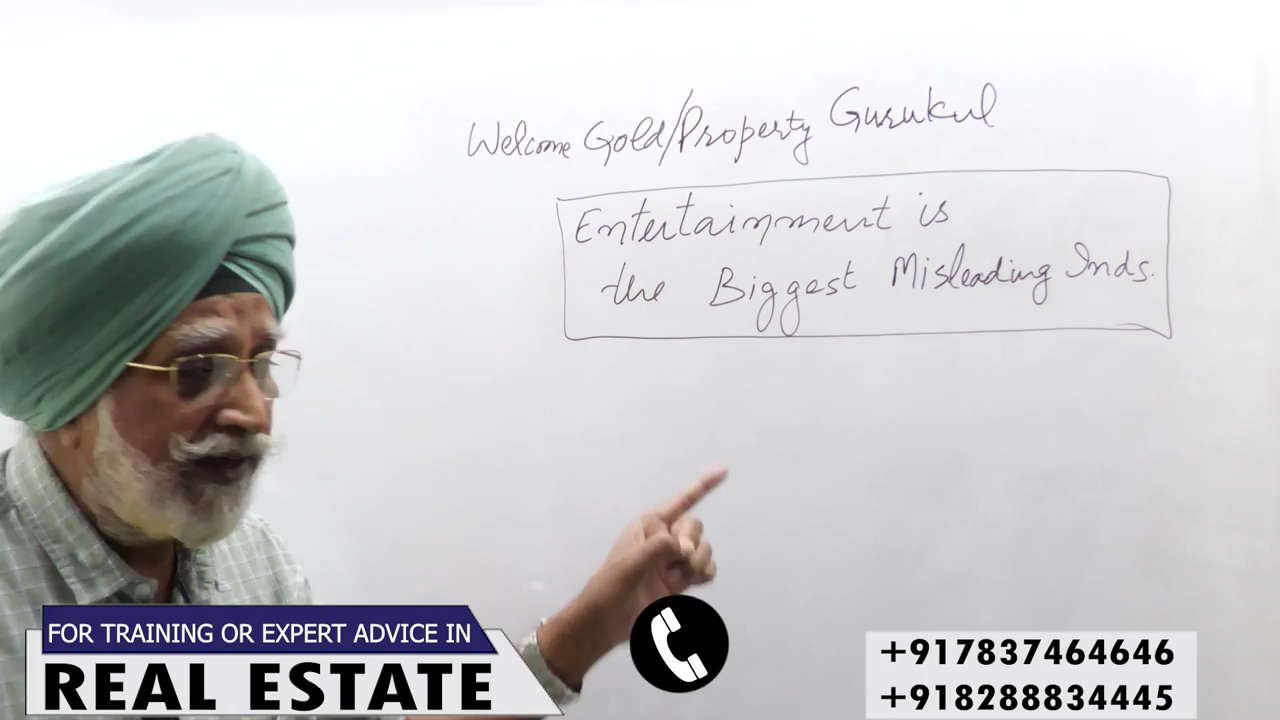 Welcome Gold/Property Gurukul
Entertainment is
the Biggest Misleading Inds.
FOR TRAINING OR EXPERT ADVICE IN
REAL ESTATE
+917837464646
+918288834445